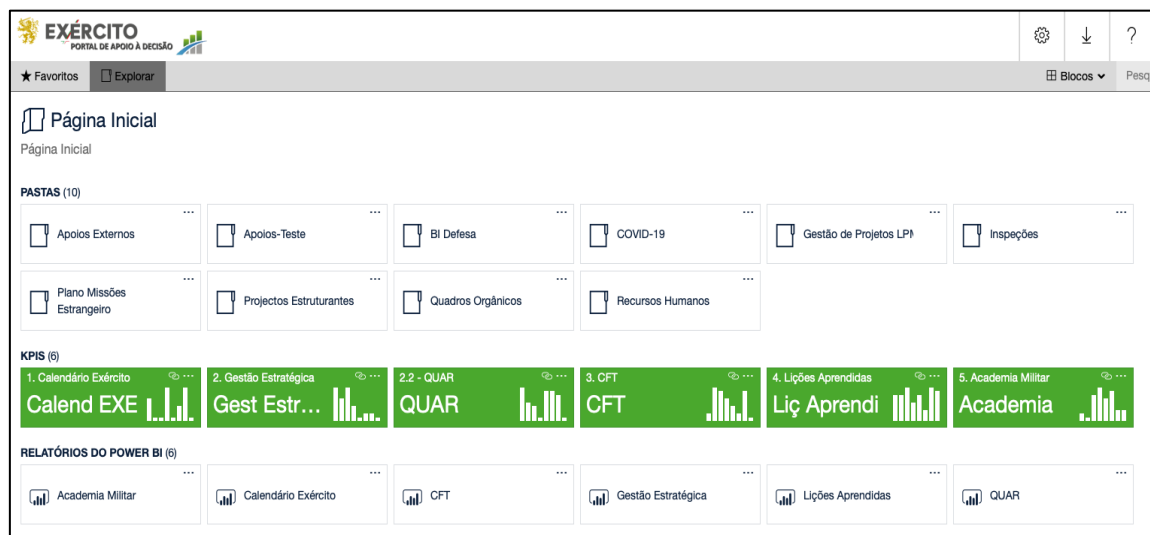 EXÉRCITO
PORTAL DE APOIO À DECISÃO
?
★ Favoritos Explorar Blocos Pesq
Página Inicial
Página Inicial
PASTAS (10)
Apoios Externos Apoios-Teste BI Defesa COVID-19 Gestão de Projetos LPM Inspeções
Plano Missões
Estrangeiro
Projectos Estruturantes Quadros Orgânicos Recursos Humanos
KPIS (6)
1. Calendário Exército 2. Gestão Estratégica 2.2 - QUAR 3. CFT 4. Lições Aprendidas 5. Academia Militar
Calend EXE Gest Estr... QUAR CFT Liç Aprendi Academia
RELATÓRIOS DO POWER BI (6)
Academia Militar Calendário Exército CFT Gestão Estratégica Lições Aprendidas QUAR